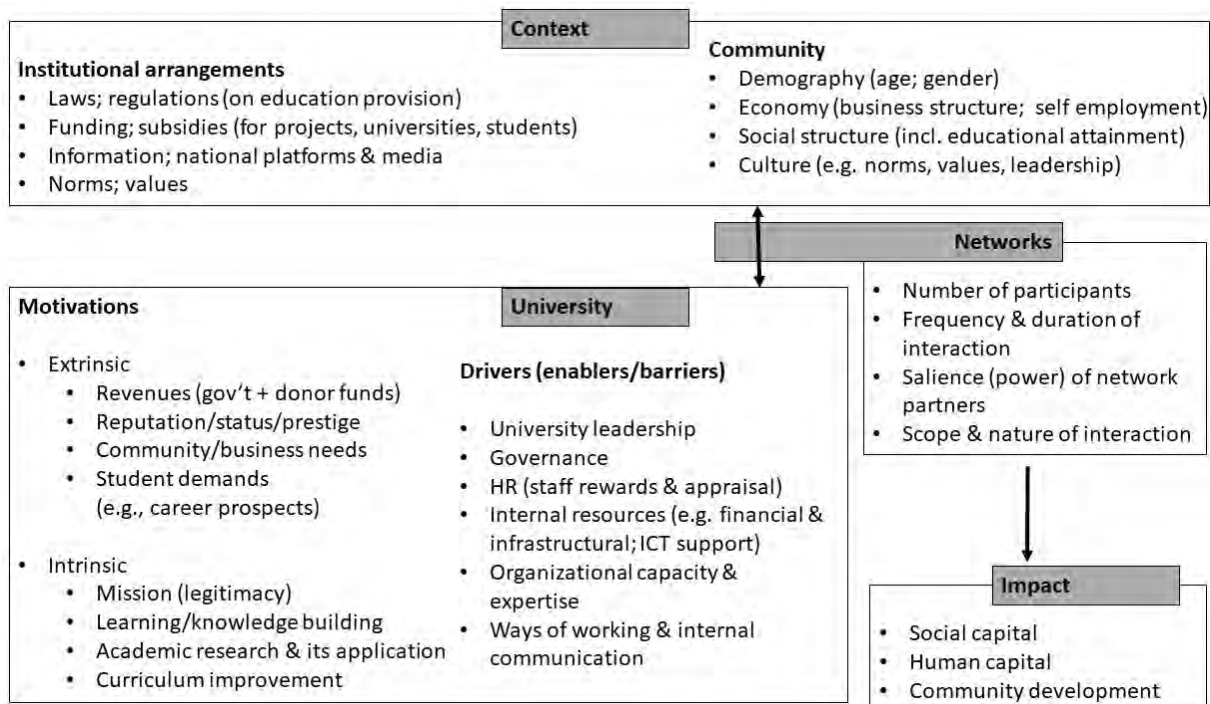 Context
Institutional arrangements
• Laws; regulations (on education provision)
• Funding; subsidies (for projects, universities, students)
• Information; national platforms & media
• Norms; values
Community
• Demography (age; gender)
• Economy (business structure; self employment)
• Social structure (incl. educational attainment)
• Culture (e.g. norms, values, leadership)
Networks
• Number of participants
• Frequency & duration of
interaction
• Salience (power) of network
partners
• Scope & nature of interaction
University
Motivations
• Extrinsic
• Revenues (gov't + donor funds)
• Reputation/status/prestige
• Community/business needs
• Student demands
(e.g., career prospects)
• Intrinsic
• Mission (legitimacy)
• Learning/knowledge building
• Academic research & its application
• Curriculum improvement
Drivers (enablers/barriers)
• University leadership
• Governance
• HR (staff rewards & appraisal)
• Internal resources (e.g. financial &
infrastructural; ICT support)
• Organizational capacity &
expertise
• Ways of working & internal
communication
Impact
• Social capital
• Human capital
• Community development